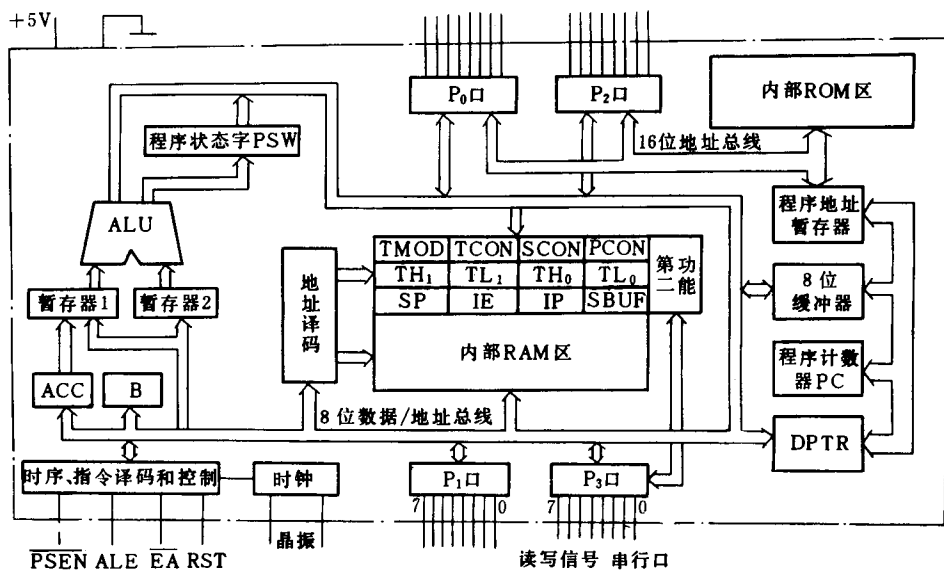 +5V
P₀口
P₂口
内部ROM区
程序状态字PSW
16位地址总线
ALU
程序地址
暂存器
TMOD TCON SCON PCON
TH₁ TL₁ TH₀ TL₀
SP IE IP SBUF
第二功能
地址译码
8位
缓冲器
暂存器1
暂存器2
内部RAM区
程序计数
器PC
ACC
B
8位数据/地址总线
DPTR
时序、指令译码和控制
时钟
P₁口
P₃口
7 0
7 0
晶振
PSEN ALE EA RST
读写信号 串行口